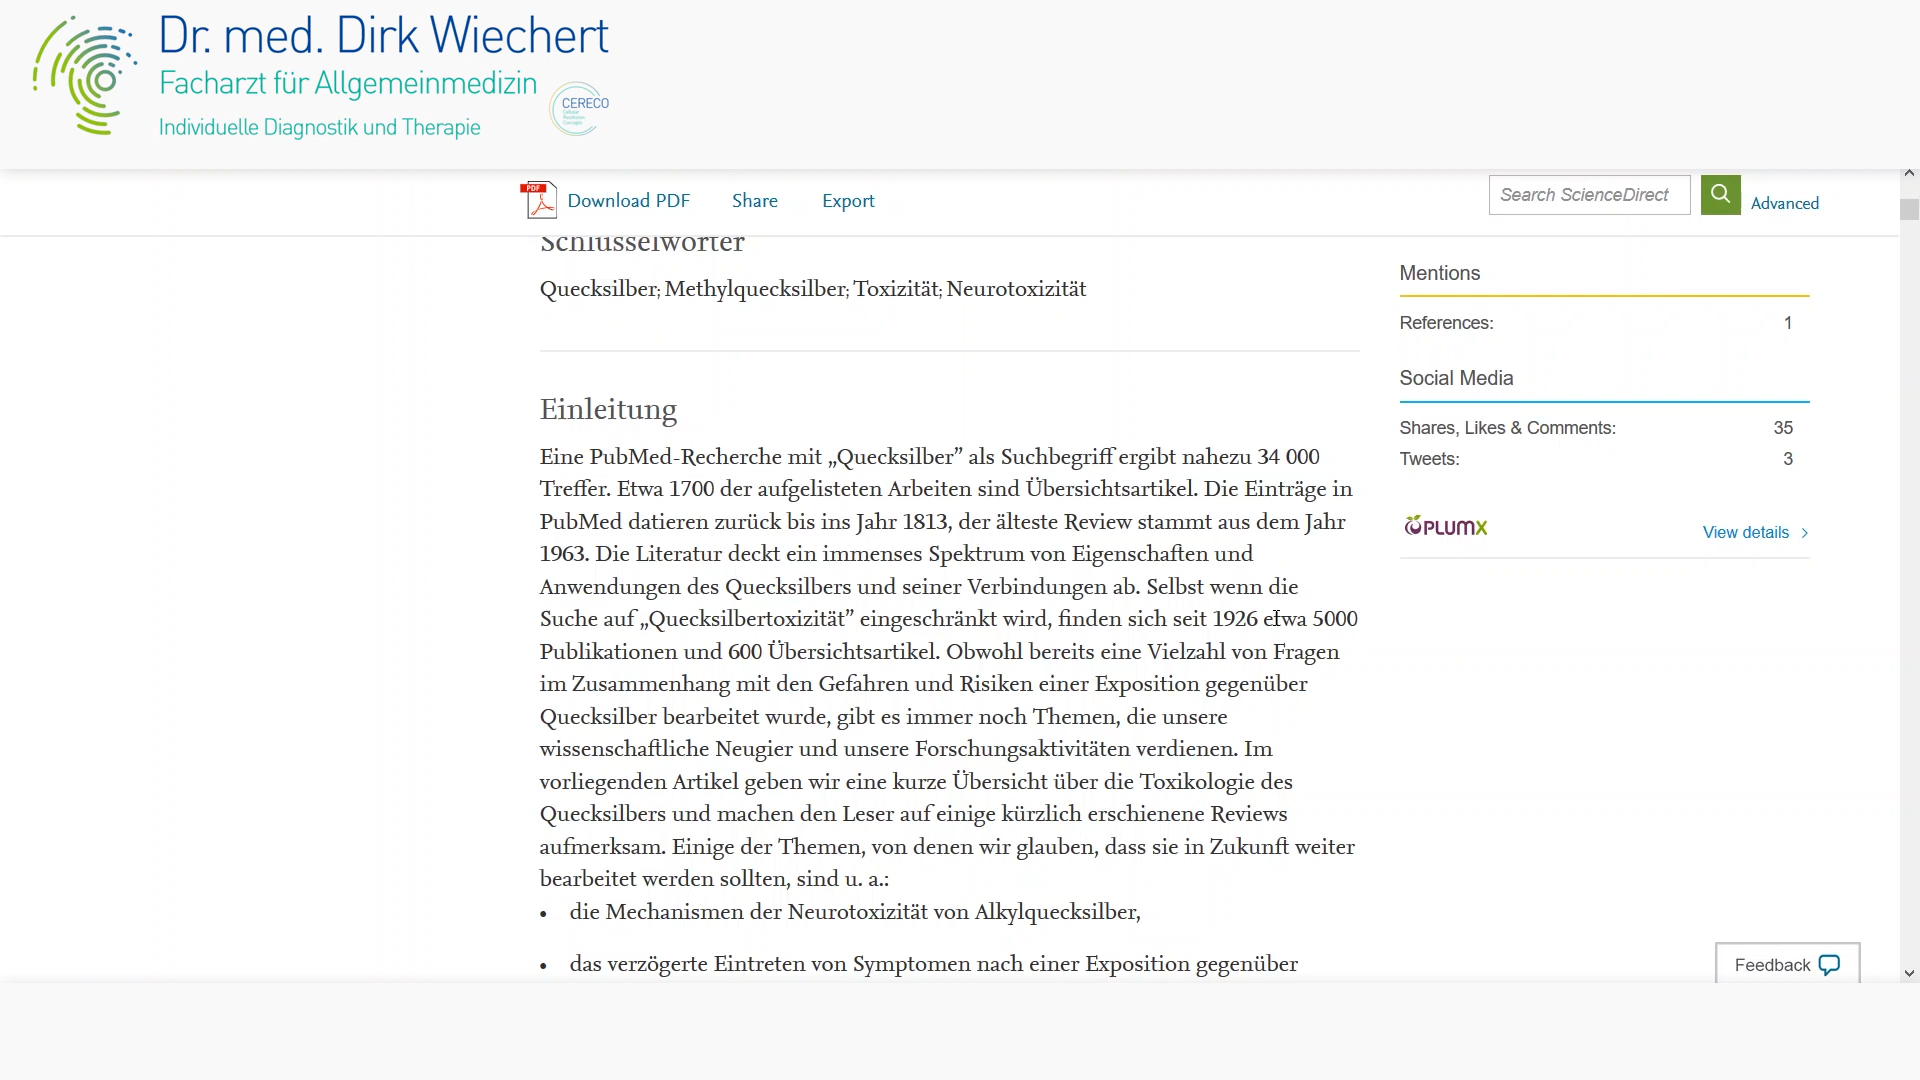 Dr. med. Dirk Wiechert
Facharzt für Allgemeinmedizin
CERECO
Individuelle Diagnostik und Therapie
PDF
Download PDF
Share
Export
Search ScienceDirect
Advanced
Schlüsselwörter
Quecksilber; Methylquecksilber; Toxizität; Neurotoxizität
Einleitung
Eine PubMed-Recherche mit „Quecksilber” als Suchbegriff ergibt nahezu 34 000
Treffer. Etwa 1700 der aufgelisteten Arbeiten sind Übersichtsartikel. Die Einträge in
PubMed datieren zurück bis ins Jahr 1813, der älteste Review stammt aus dem Jahr
1963. Die Literatur deckt ein immenses Spektrum von Eigenschaften und
Anwendungen des Quecksilbers und seiner Verbindungen ab. Selbst wenn die
Suche auf „Quecksilbertoxizität” eingeschränkt wird, finden sich seit 1926 etwa 5000
Publikationen und 600 Übersichtsartikel. Obwohl bereits eine Vielzahl von Fragen
im Zusammenhang mit den Gefahren und Risiken einer Exposition gegenüber
Quecksilber bearbeitet wurde, gibt es immer noch Themen, die unsere
wissenschaftliche Neugier und unsere Forschungsaktivitäten verdienen. Im
vorliegenden Artikel geben wir eine kurze Übersicht über die Toxikologie des
Quecksilbers und machen den Leser auf einige kürzlich erschienene Reviews
aufmerksam. Einige der Themen, von denen wir glauben, dass sie in Zukunft weiter
bearbeitet werden sollten, sind u. a.:
• die Mechanismen der Neurotoxizität von Alkylquecksilber,
• das verzögerte Eintreten von Symptomen nach einer Exposition gegenüber
Mentions
References: 1
Social Media
Shares, Likes & Comments: 35
Tweets: 3
PLUMX
View details
Feedback